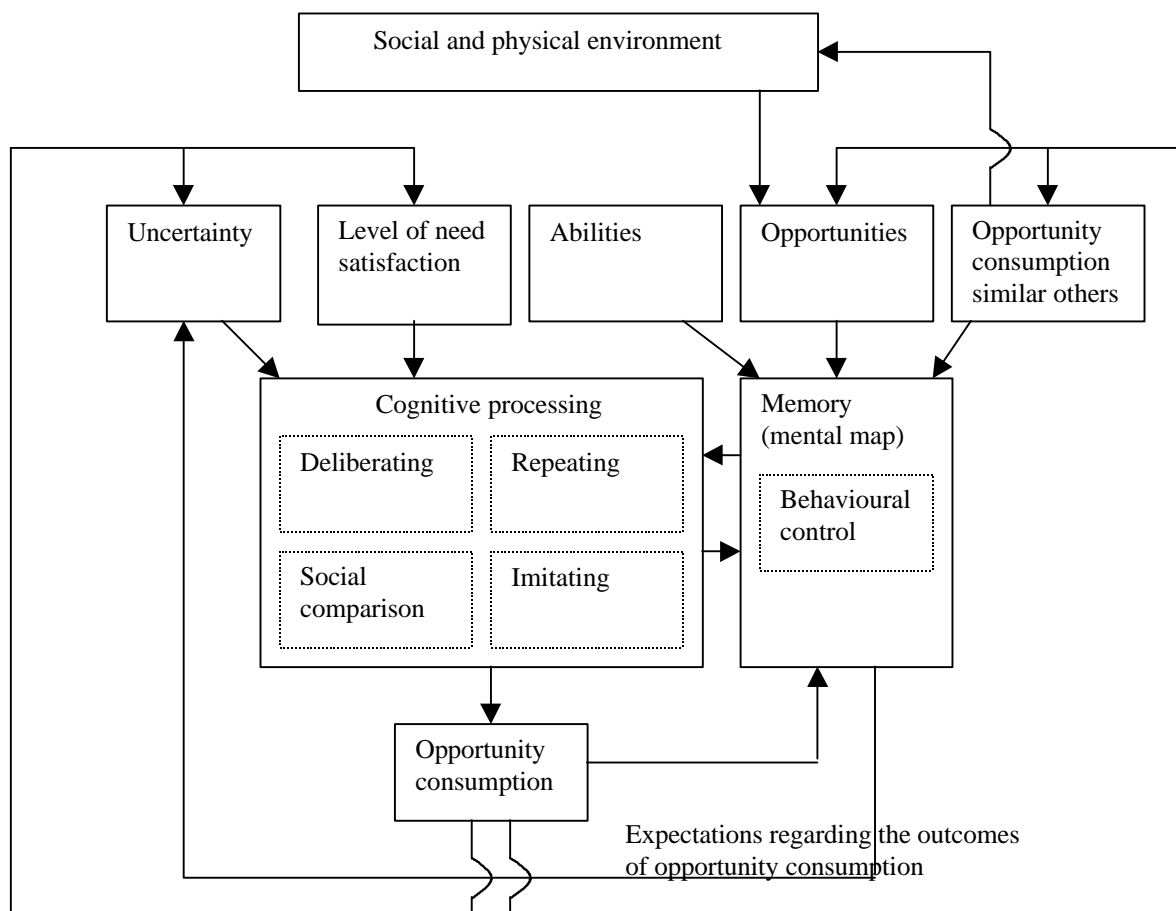 Social and physical environment
Uncertainty
Level of need
satisfaction
Abilities
Opportunities
Opportunity
consumption
similar others
Cognitive processing
Deliberating
Repeating
Social
comparison
Imitating
Memory
(mental map)
Behavioural
control
Opportunity
consumption
Expectations regarding the outcomes
of opportunity consumption